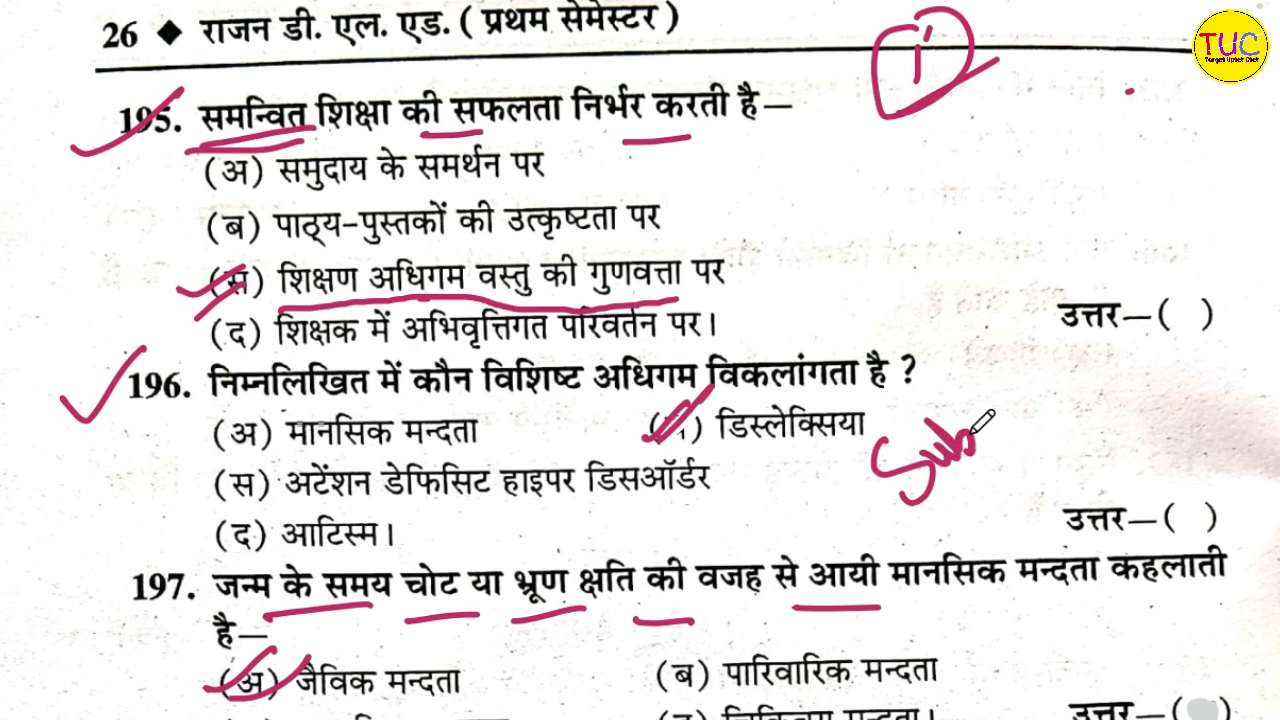 26 ◆ राजन डी. एल. एड. ( प्रथम सेमेस्टर )
i
TUC
195. समन्वित शिक्षा की सफलता निर्भर करती है—
(अ) समुदाय के समर्थन पर
(ब) पाठ्य-पुस्तकों की उत्कृष्टता पर
(स) शिक्षण अधिगम वस्तु की गुणवत्ता पर
(द) शिक्षक में अभिवृत्तिगत परिवर्तन पर।
उत्तर—( )
196. निम्नलिखित में कौन विशिष्ट अधिगम विकलांगता है ?
(अ) मानसिक मन्दता
डिस्लेक्सिया
Sub
(स) अटेंशन डेफिसिट हाइपर डिसऑर्डर
(द) आटिस्म।
उत्तर—( )
197. जन्म के समय चोट या भ्रूण क्षति की वजह से आयी मानसिक मन्दता कहलाती
है—
(अ) जैविक मन्दता
(ब) पारिवारिक मन्दता
उत्तर—( )